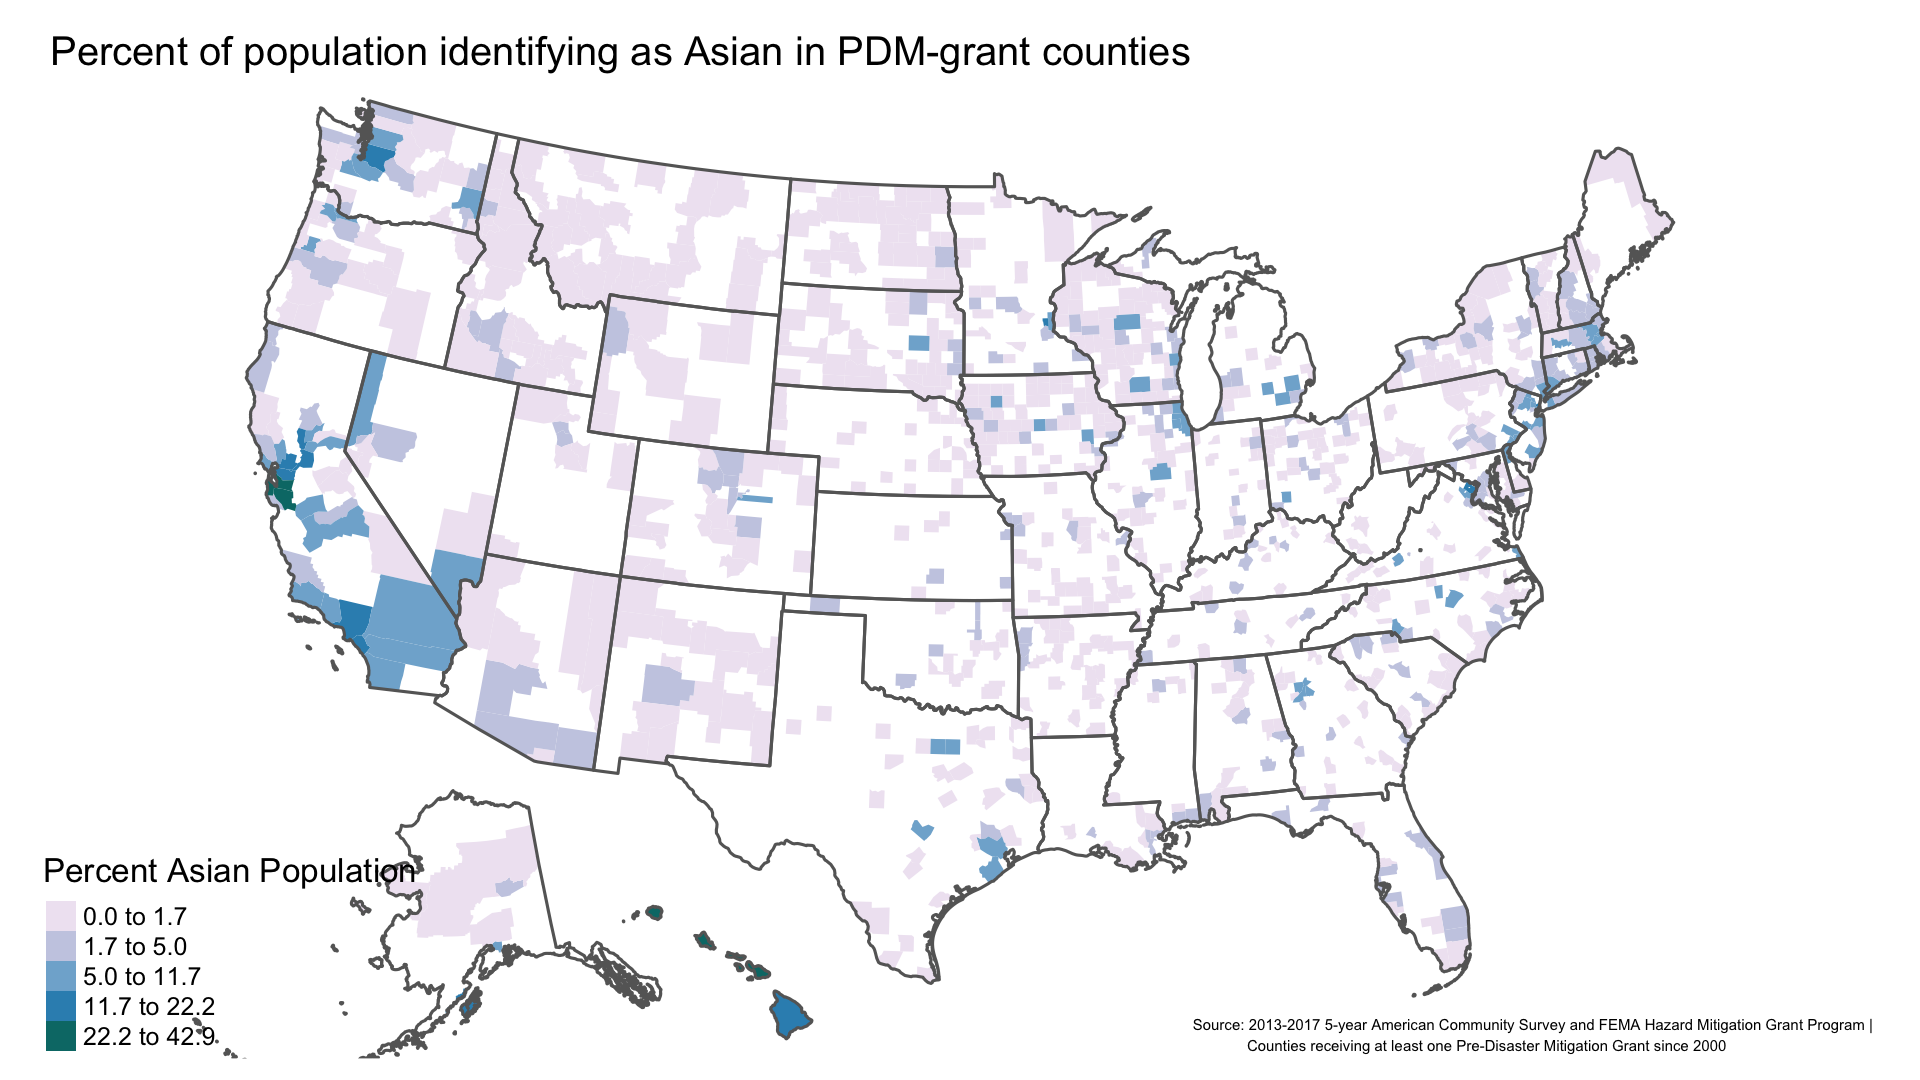 Percent of population identifying as Asian in PDM-grant counties
Percent Asian Population
0.0 to 1.7
1.7 to 5.0
5.0 to 11.7
11.7 to 22.2
22.2 to 42.9
Source: 2013-2017 5-year American Community Survey and FEMA Hazard Mitigation Grant Program |
Counties receiving at least one Pre-Disaster Mitigation Grant since 2000